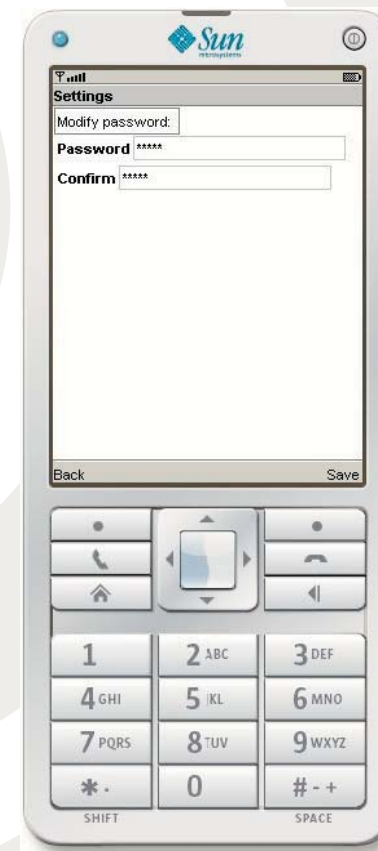 Sun
microsystems
Settings
Modify password:
Password *****
Confirm *****
Back Save
1 2 ABC 3 DEF
4 GHI 5 JKL 6 MNO
7 PQRS 8 TUV 9 WXYZ
* . 0 # - +
SHIFT SPACE